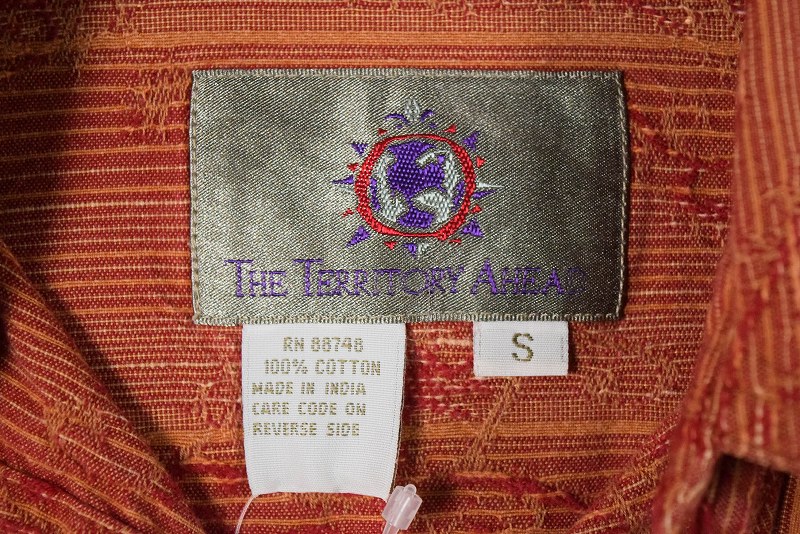 THE TERRITORY AHEAD
RN 88748
100% COTTON
MADE IN INDIA
CARE CODE ON
REVERSE SIDE
S